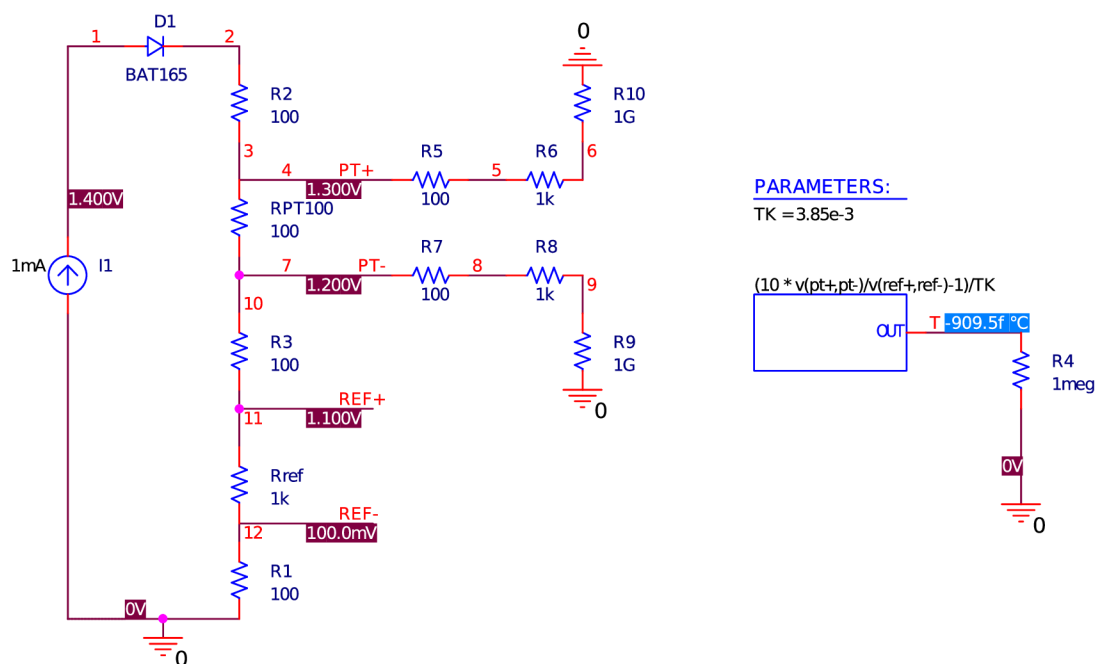 D1
1
2
BAT165
0
R2
100
R10
1G
3
R5
R6
6
4
PT+
5
1.300V
100
1k
1.400V
RPT100
100
PARAMETERS:
TK = 3.85e-3
1mA
I1
7
PT-
R7
8
R8
9
1.200V
100
1k
(10 * v(pt+,pt-)/v(ref+,ref-)-1)/TK
10
R3
100
R9
1G
OUT
T
-909.5f °C
R4
1meg
REF+
0
11
1.100V
Rref
1k
0V
REF-
12
100.0mV
0
R1
100
0V
0